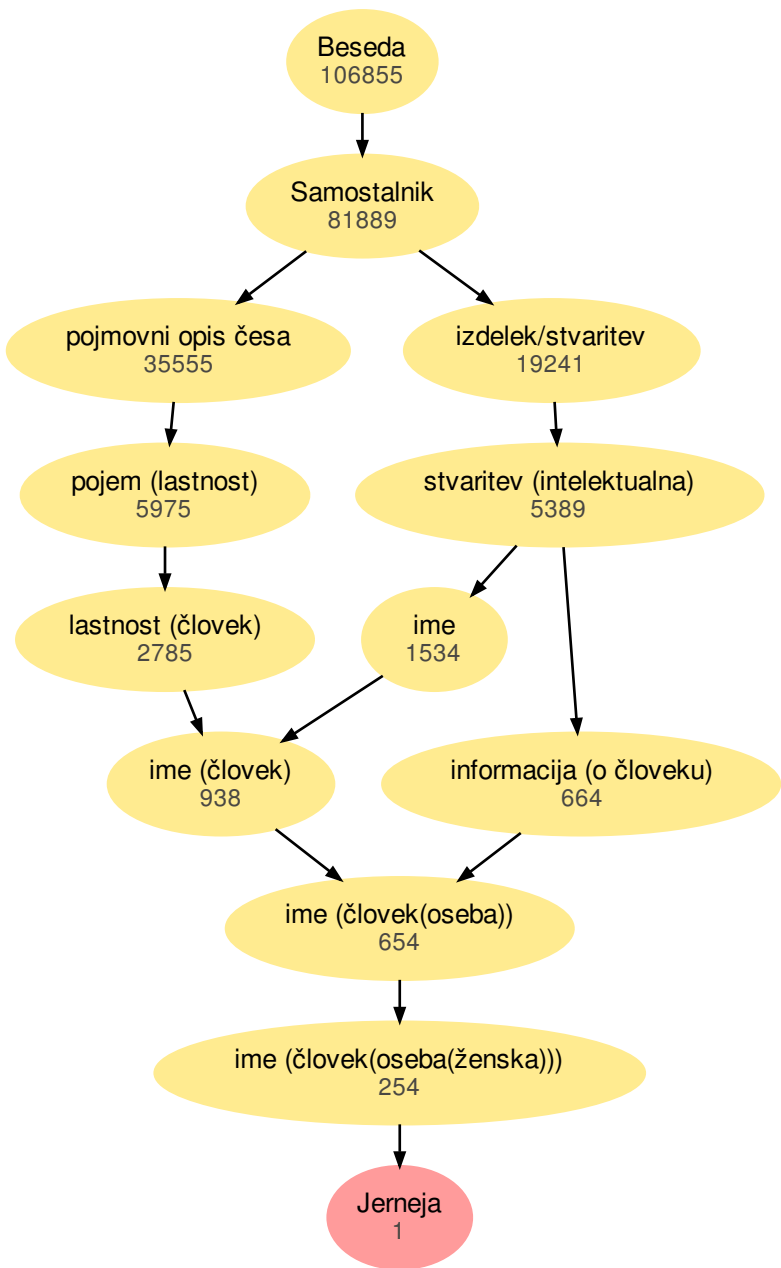 Beseda
106855
Samostalnik
81889
pojmovni opis česa
35555
izdelek/stvaritev
19241
pojem (lastnost)
5975
stvaritev (intelektualna)
5389
lastnost (človek)
2785
ime
1534
ime (človek)
938
informacija (o človeku)
664
ime (človek(oseba))
654
ime (človek(oseba(ženska)))
254
Jerneja
1